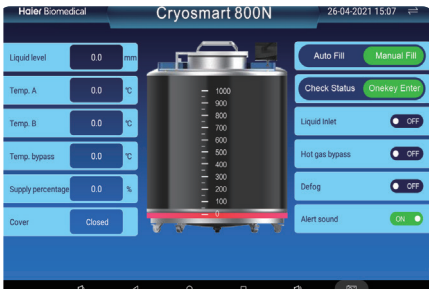 Haier Biomedical
Cryosmart 800N
26-04-2021 15:07
Liquid level 0.0 mm
Temp. A 0.0 ℃
Temp. B 0.0 ℃
Temp. bypass 0.0 ℃
Supply percentage 0.0 %
Cover Closed
1000
900
800
700
600
500
400
300
200
100
0
Auto Fill Manual Fill
Check Status Onekey Enter
Liquid Inlet OFF
Hot gas bypass OFF
Defog OFF
Alert sound ON